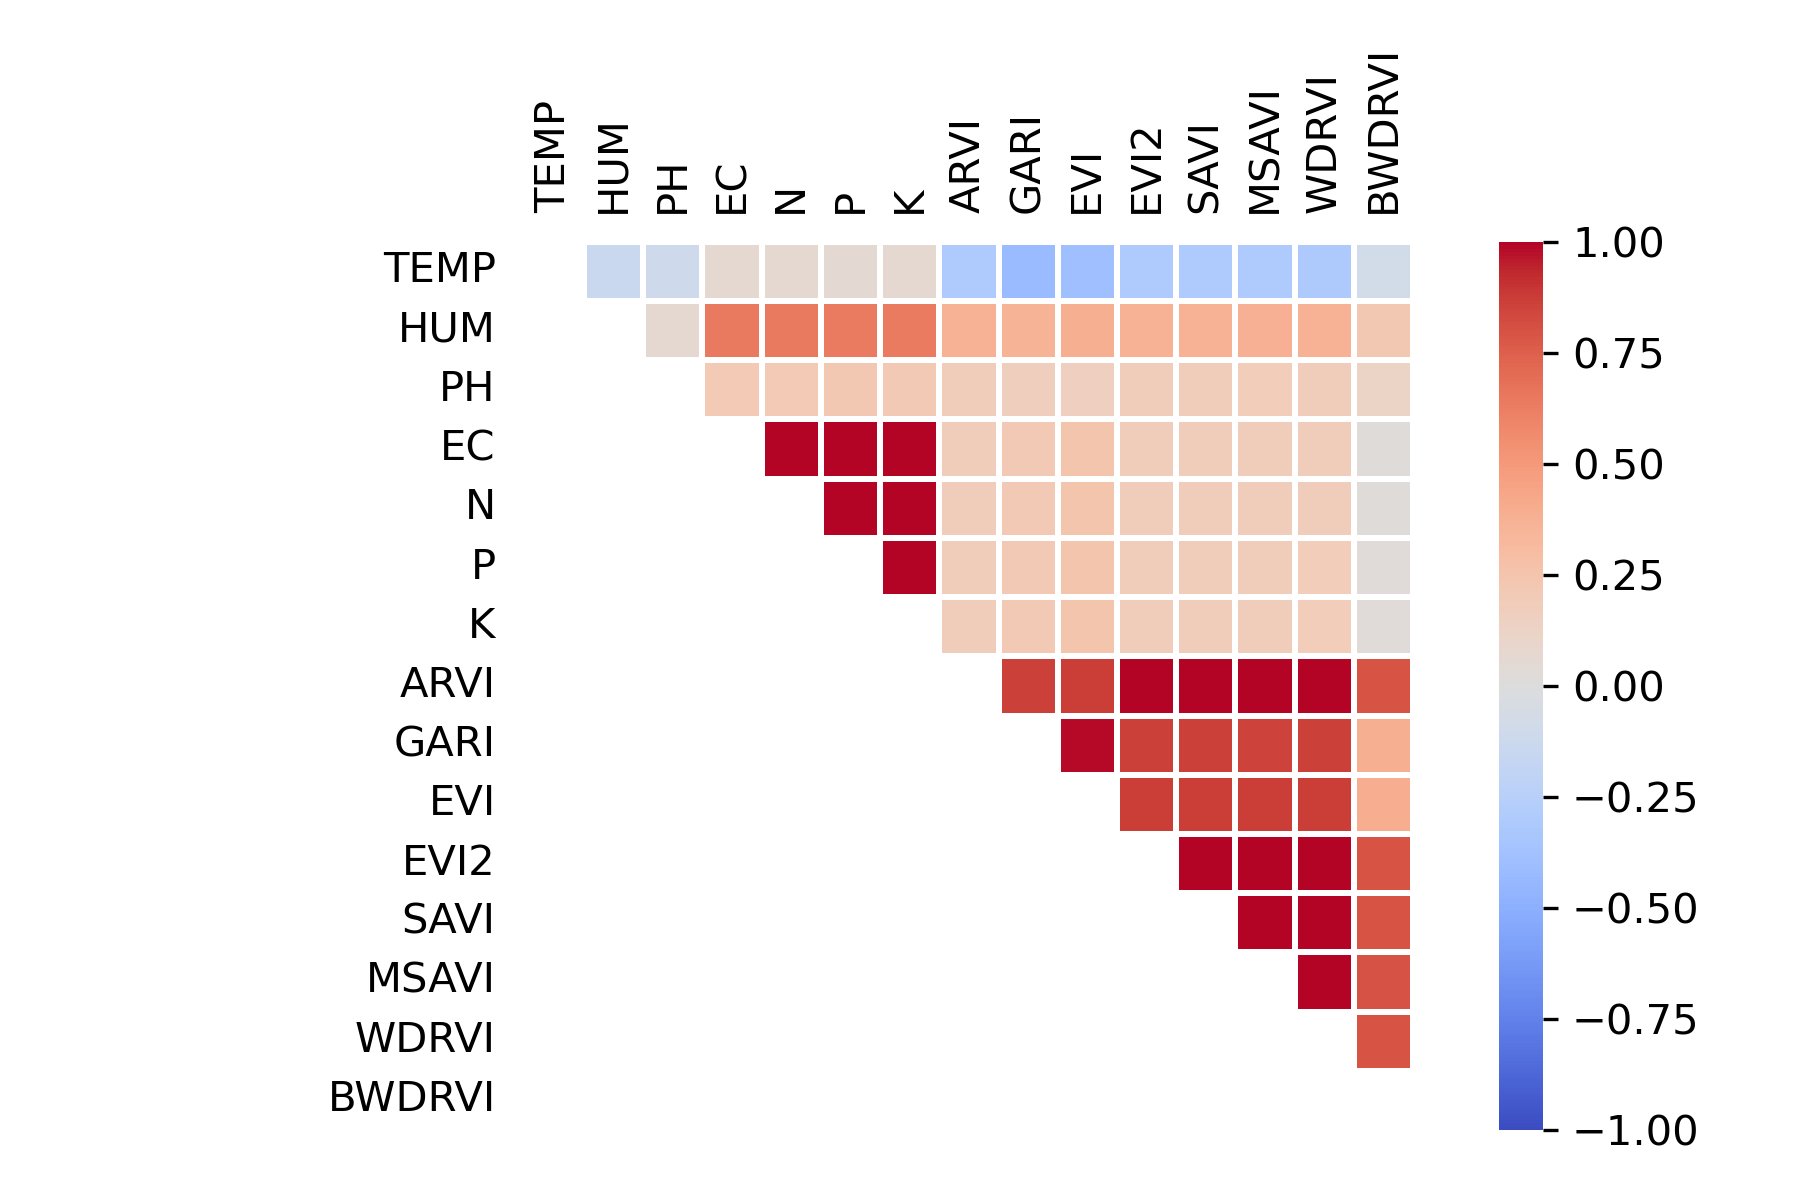 TEMP
HUM
PH
EC
N
P
K
ARVI
GARI
EVI
EVI2
SAVI
MSAVI
WDRVI
BWDRVI
TEMP
HUM
PH
EC
N
P
K
ARVI
GARI
EVI
EVI2
SAVI
MSAVI
WDRVI
BWDRVI
1.00
0.75
0.50
0.25
0.00
−0.25
−0.50
−0.75
−1.00